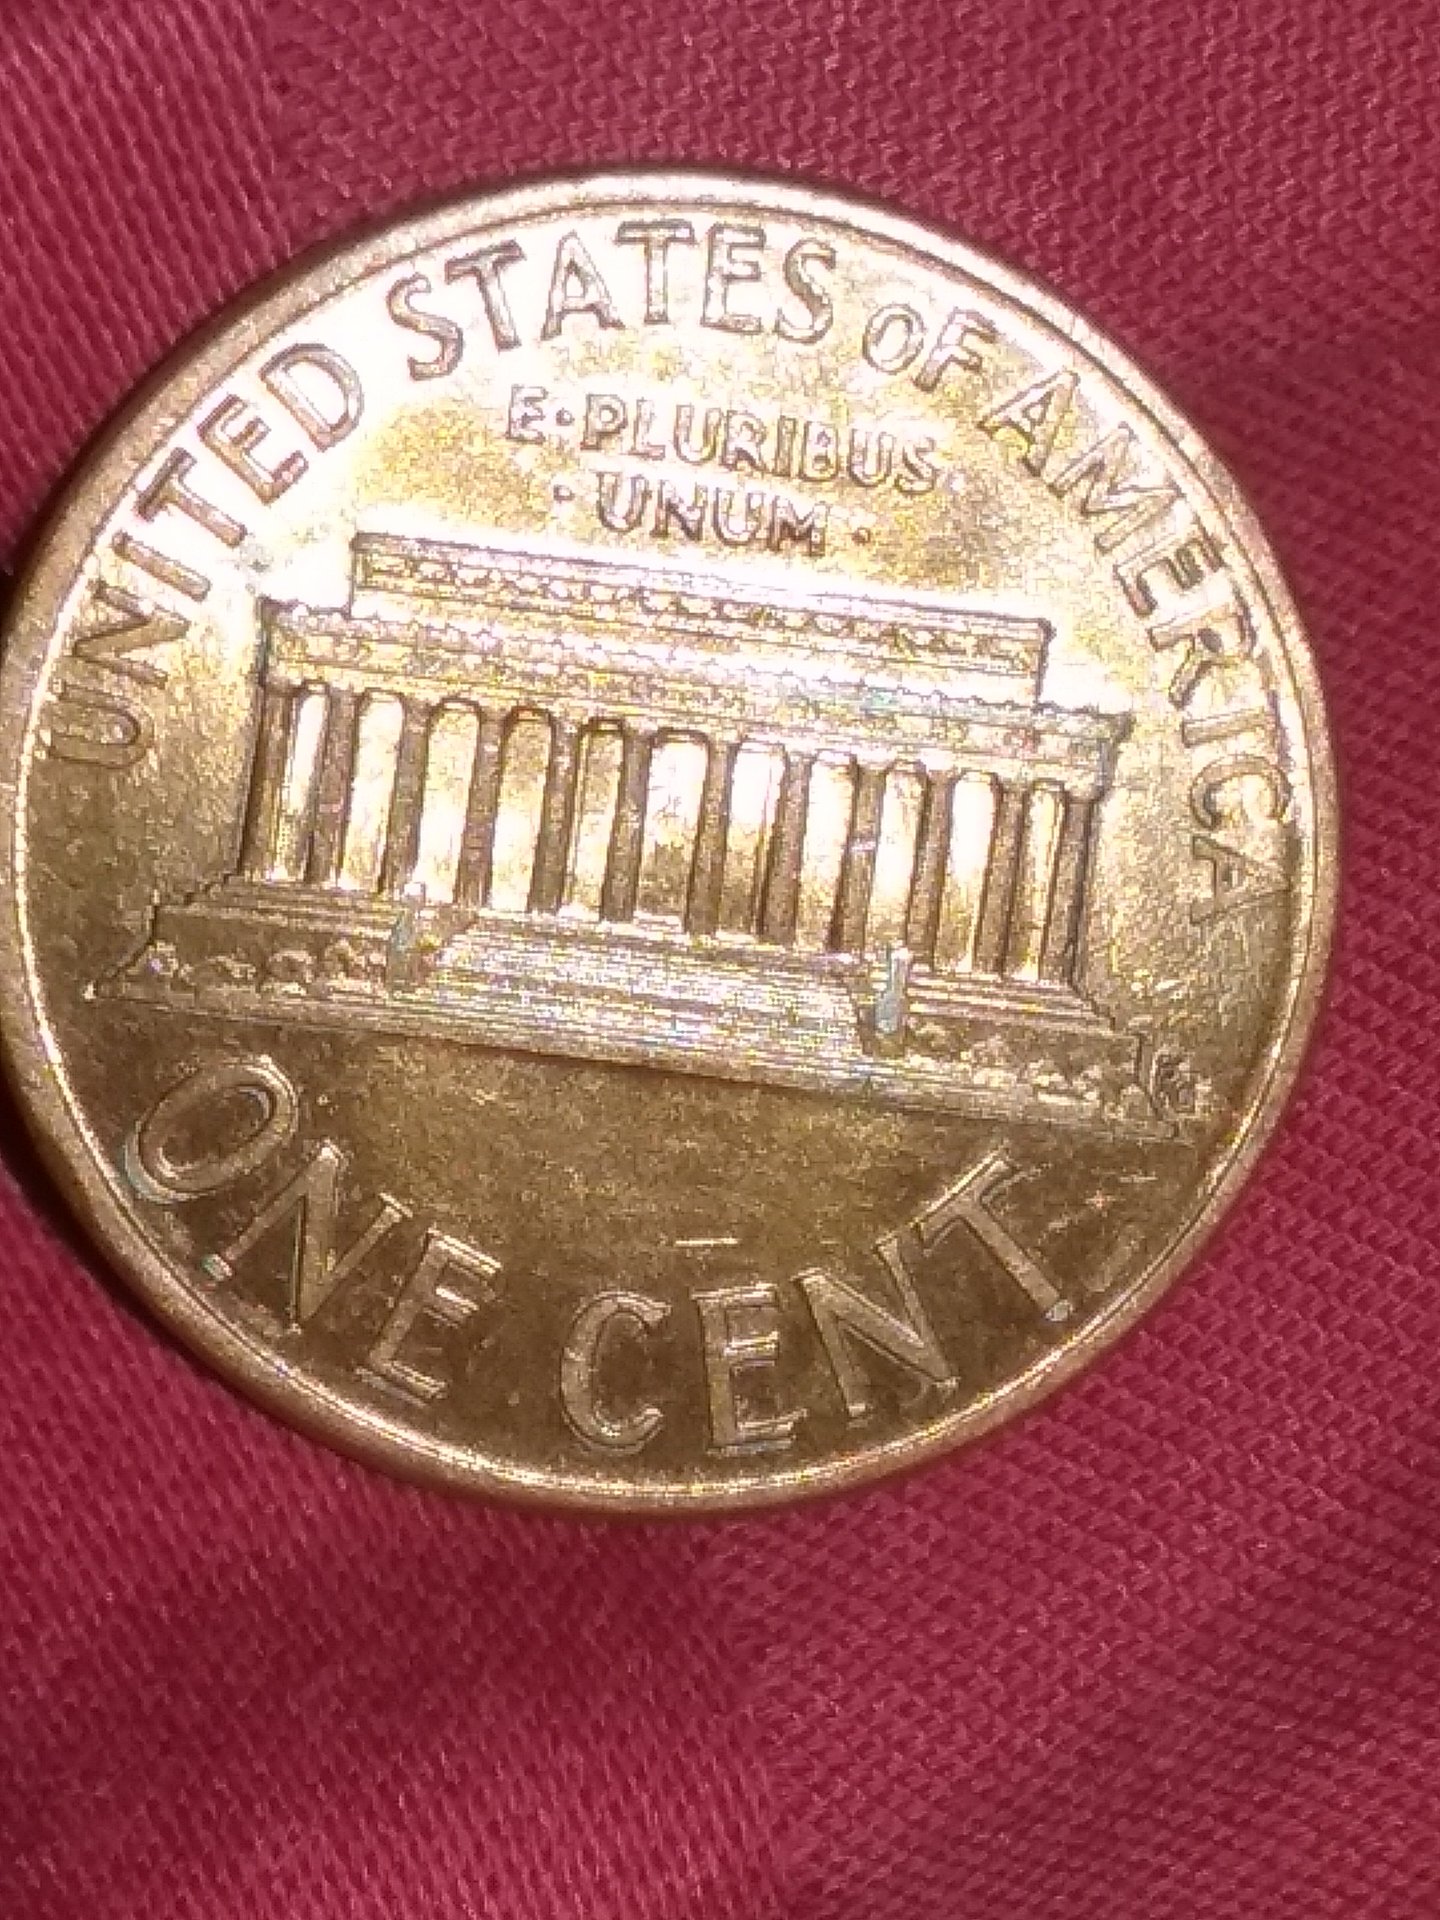 UNITED STATES OF AMERICA
E·PLURIBUS
·UNUM·
ONE CENT